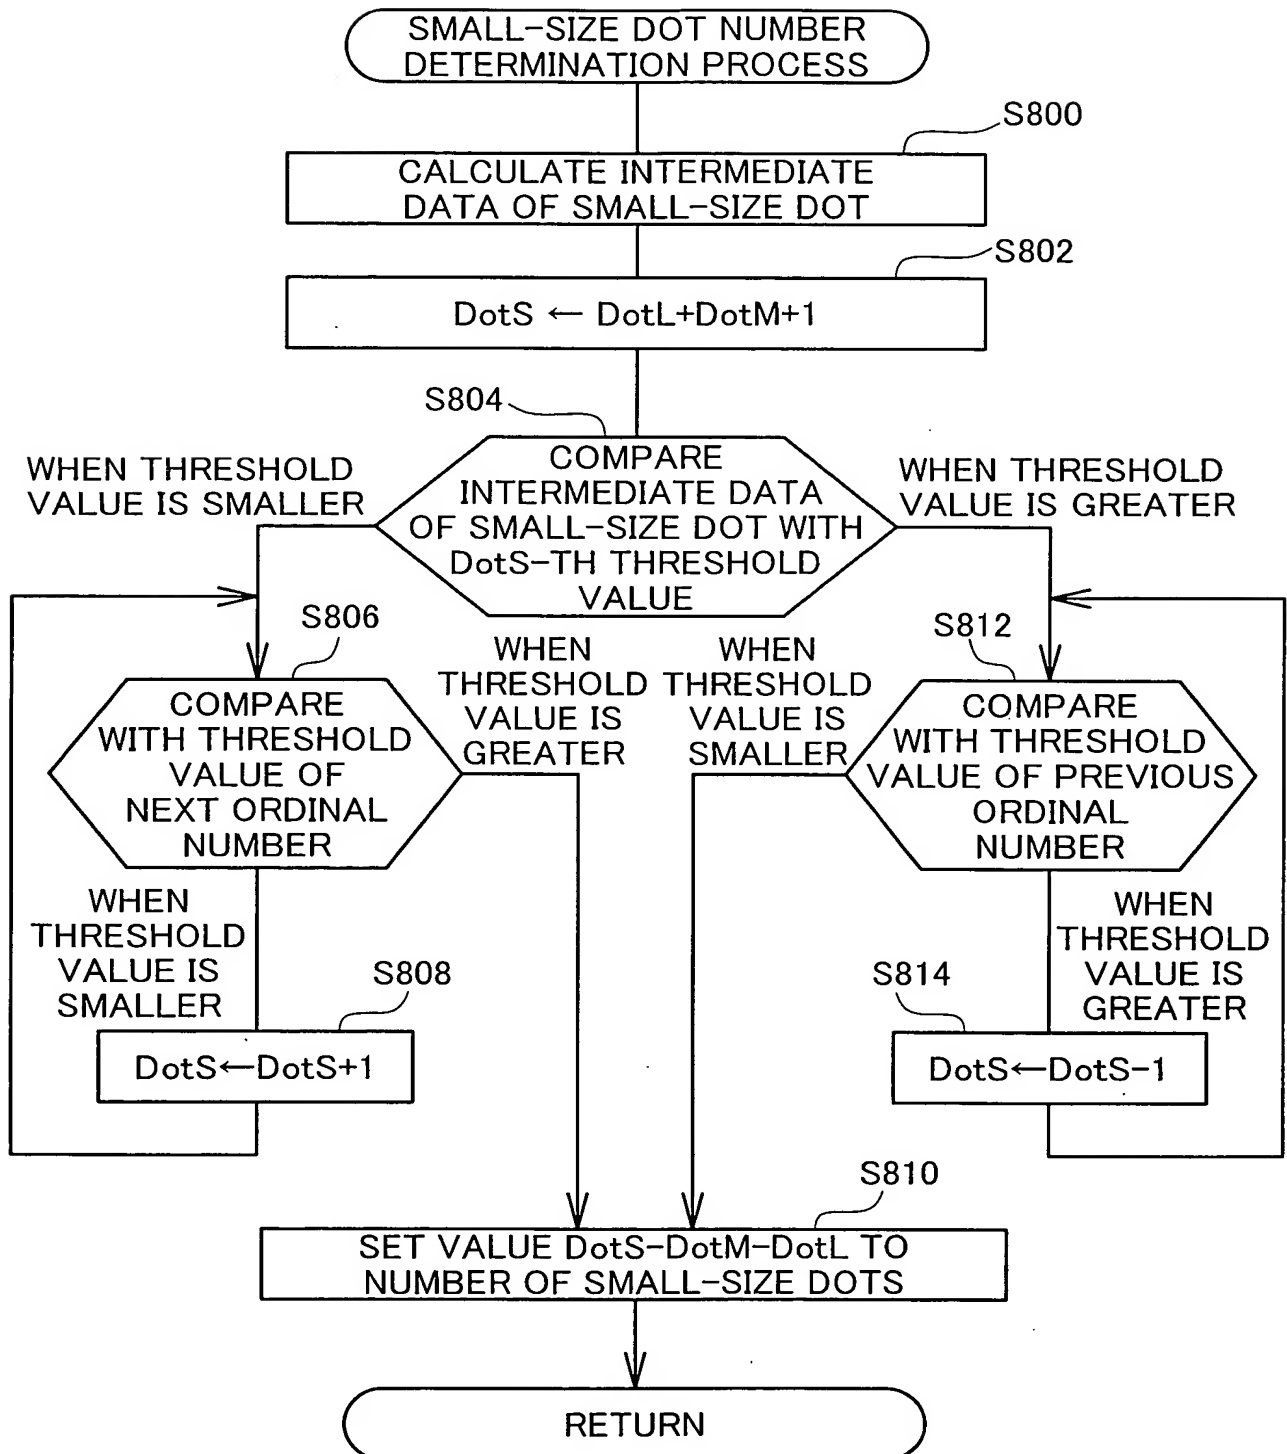 SMALL-SIZE DOT NUMBER
DETERMINATION PROCESS
S800
CALCULATE INTERMEDIATE
DATA OF SMALL-SIZE DOT
S802
DotS ← DotL+DotM+1
S804
COMPARE
INTERMEDIATE DATA
OF SMALL-SIZE DOT WITH
DotS-TH THRESHOLD
VALUE
WHEN THRESHOLD
VALUE IS SMALLER
WHEN THRESHOLD
VALUE IS GREATER
S806
COMPARE
WITH THRESHOLD
VALUE OF
NEXT ORDINAL
NUMBER
WHEN
THRESHOLD
VALUE IS
GREATER
WHEN
THRESHOLD
VALUE IS
SMALLER
S812
COMPARE
WITH THRESHOLD
VALUE OF PREVIOUS
ORDINAL
NUMBER
WHEN
THRESHOLD
VALUE IS
SMALLER
S808
DotS←DotS+1
WHEN
THRESHOLD
VALUE IS
GREATER
S814
DotS←DotS-1
S810
SET VALUE DotS-DotM-DotL TO
NUMBER OF SMALL-SIZE DOTS
RETURN